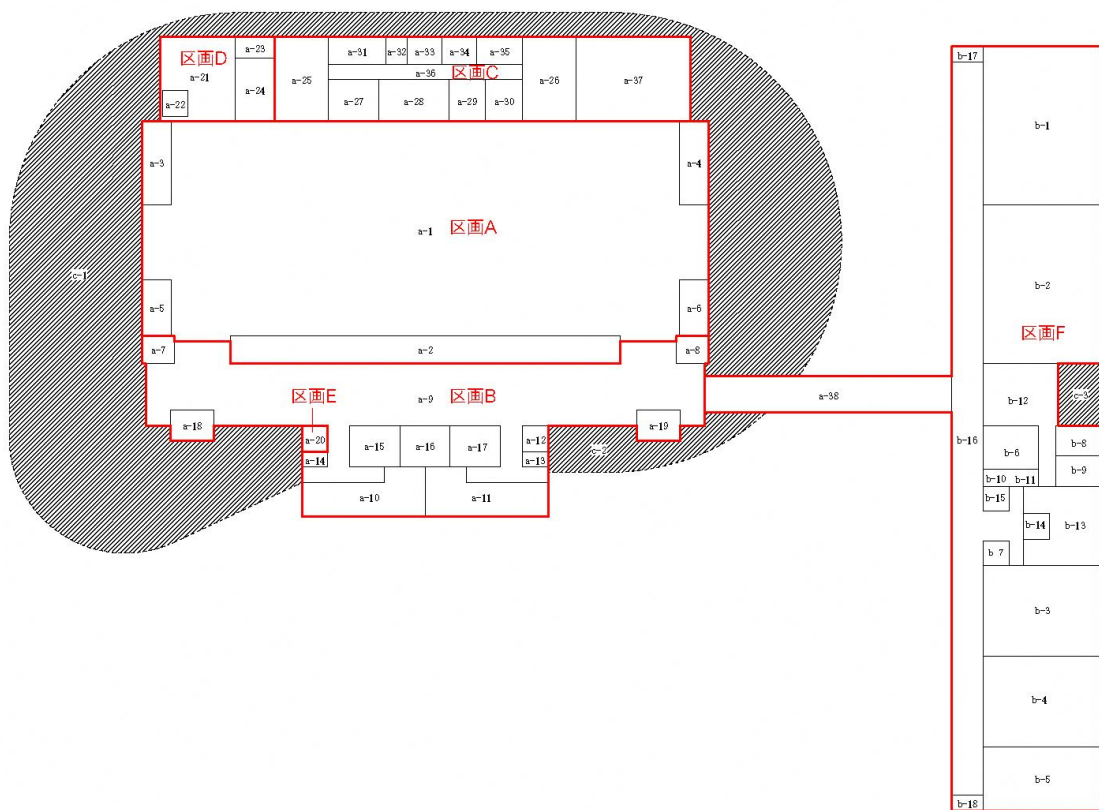 区画D
a-23
a-21
a-24
a-22
a-25
a-31
a-32
a-33
a-34
a-35
a-36
区画C
a-27
a-28
a-29
a-30
a-26
a-37
a-3
a-4
a-1
区画A
c-1
a-5
a-6
a-7
a-2
a-8
区画E
a-9
区画B
a-18
a-19
a-20
a-14
a-15
a-16
a-17
a-12
a-13
c-2
a-10
a-11
a-38
b-17
b-1
b-2
区画F
b-12
c-3
b-16
b-6
b-8
b-9
b-10
b-11
b-15
b-14
b-13
b 7
b-3
b-4
b-5
b-18